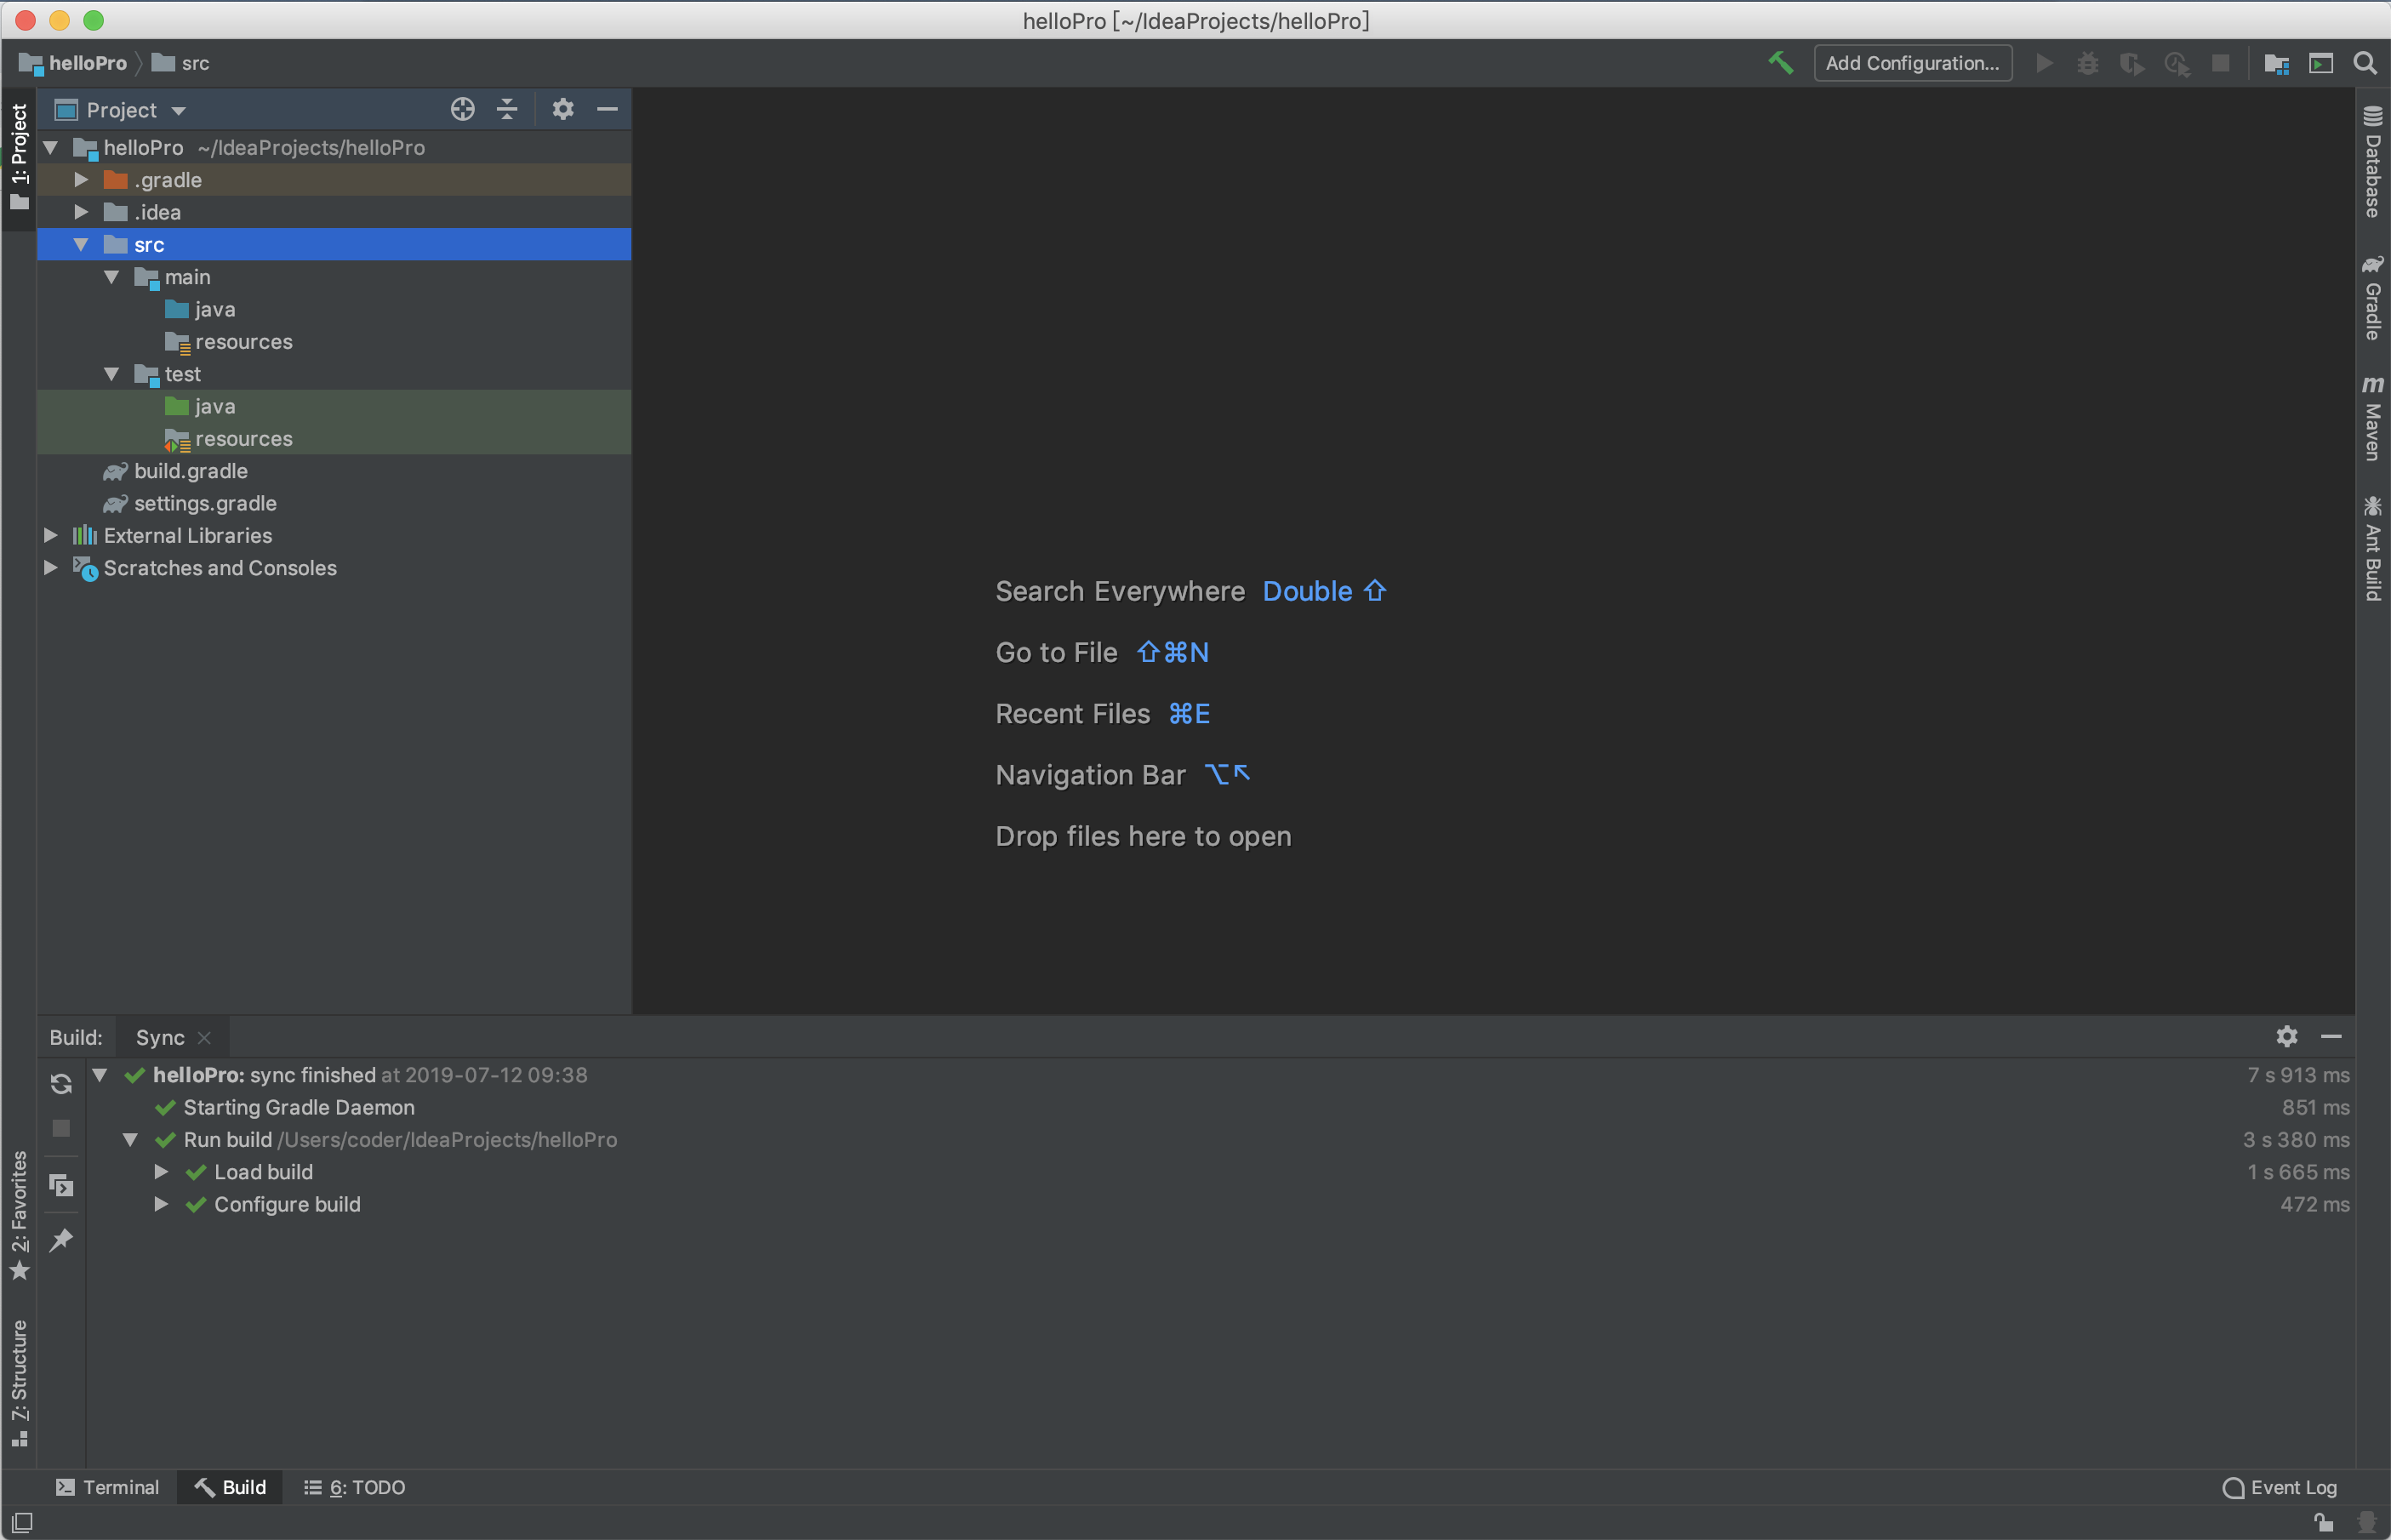 helloPro [~/IdeaProjects/helloPro]
helloPro src
Add Configuration...
Project
1: Project
helloPro ~/IdeaProjects/helloPro
.gradle
.idea
src
main
java
resources
test
java
resources
build.gradle
settings.gradle
External Libraries
Scratches and Consoles
Search Everywhere Double ⇧
Go to File ⇧⌘N
Recent Files ⌘E
Navigation Bar ⌥↖
Drop files here to open
Database
Gradle
m Maven
Ant Build
Build: Sync
helloPro: sync finished at 2019-07-12 09:38 7 s 913 ms
Starting Gradle Daemon 851 ms
Run build /Users/coder/IdeaProjects/helloPro 3 s 380 ms
Load build 1 s 665 ms
Configure build 472 ms
2: Favorites
7: Structure
Terminal Build 6: TODO Event Log